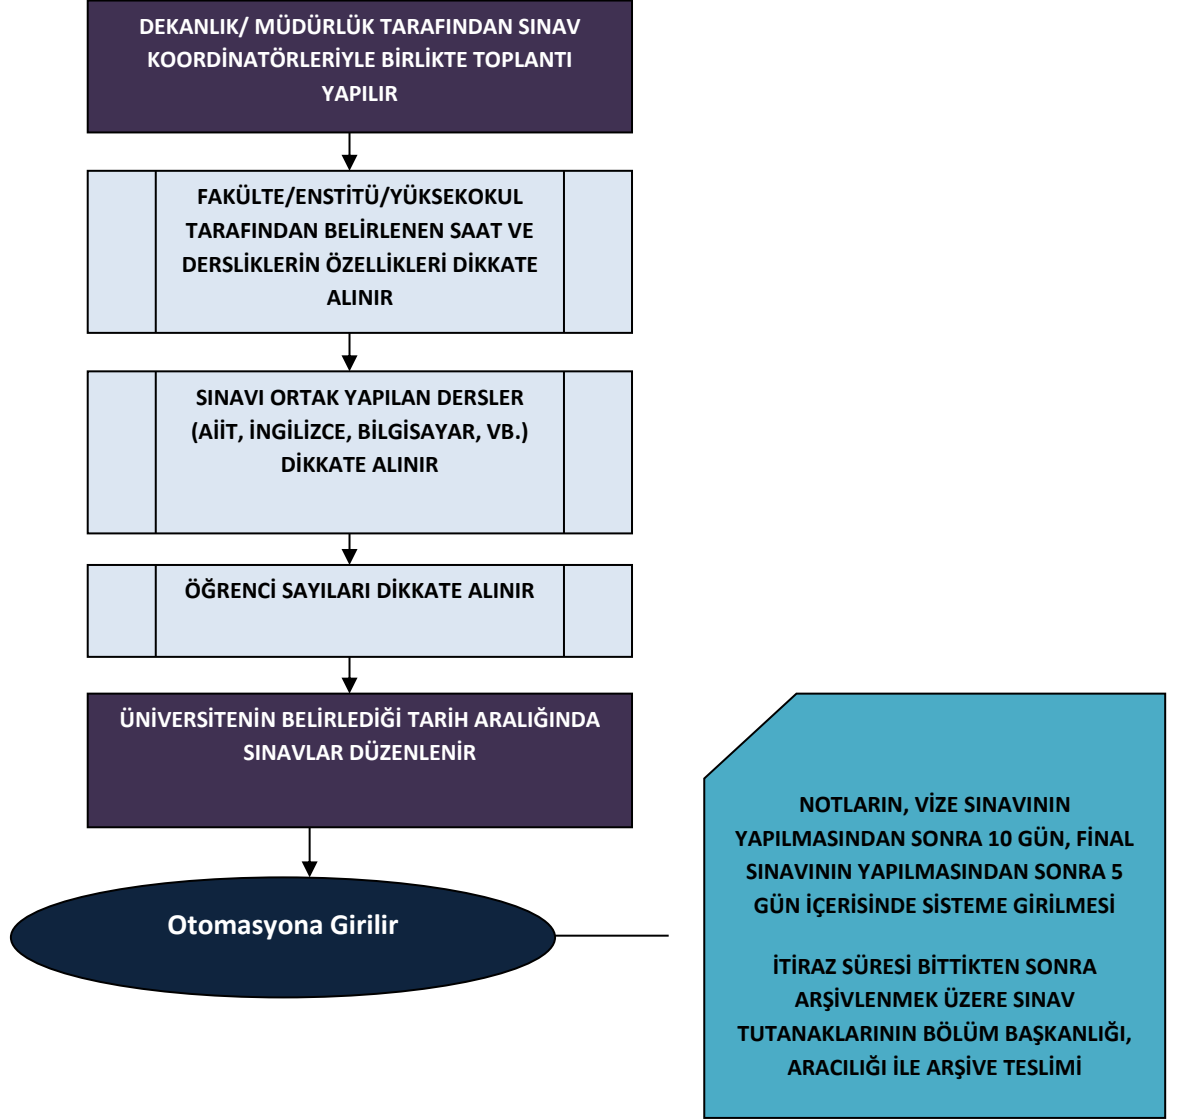 DEKANLIK/ MÜDÜRLÜK TARAFINDAN SINAV
KOORDİNATÖRLERİYLE BİRLİKTE TOPLANTI
YAPILIR
FAKÜLTE/ENSTİTÜ/YÜKSEKOKUL
TARAFINDAN BELİRLENEN SAAT VE
DERSLİKLERİN ÖZELLİKLERİ DİKKATE
ALINIR
SINAVI ORTAK YAPILAN DERSLER
(AİİT, İNGİLİZCE, BİLGİSAYAR, VB.)
DİKKATE ALINIR
ÖĞRENCİ SAYILARI DİKKATE ALINIR
ÜNİVERSİTENİN BELİRLEDİĞİ TARİH ARALIĞINDA
SINAVLAR DÜZENLENİR
Otomasyona Girilir
NOTLARIN, VİZE SINAVININ
YAPILMASINDAN SONRA 10 GÜN, FİNAL
SINAVININ YAPILMASINDAN SONRA 5
GÜN İÇERİSİNDE SİSTEME GİRİLMESİ
İTİRAZ SÜRESİ BİTTİKTEN SONRA
ARŞİVLENMEK ÜZERE SINAV
TUTANAKLARININ BÖLÜM BAŞKANLIĞI,
ARACILIĞI İLE ARŞİVE TESLİMİ